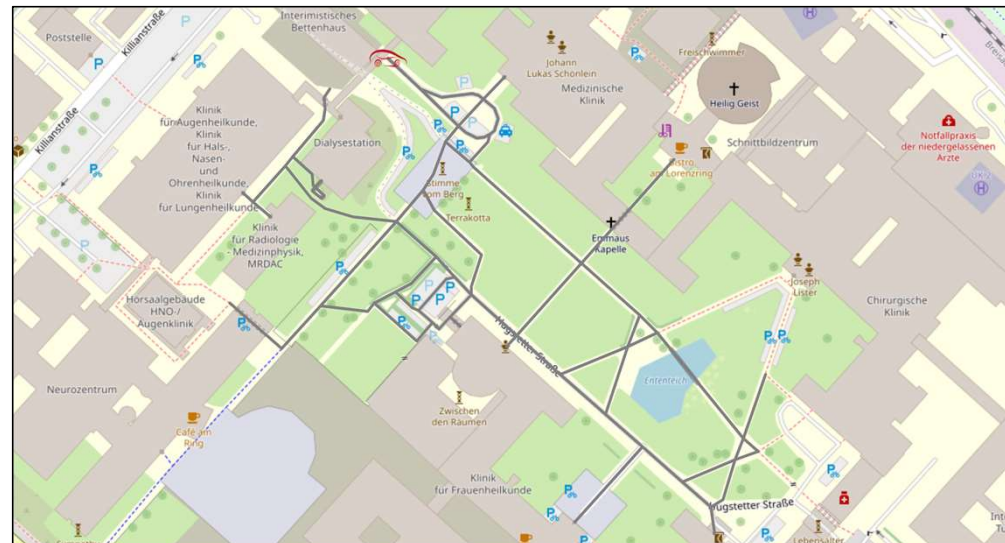 Interimistisches
Bettenhaus
Poststelle
Killianstraße
Killianstraße
P
Klinik
für Augenheilkunde,
Klinik
für Hals-,
Nasen-
und
Ohrenheilkunde,
Klinik
für Lungenheilkunde
Dialysestation
P
P
P
Johann
Lukas Schönlein
Medizinische
Klinik
Freischwimmer
H
Heilig Geist
Bistro
am Lorenzring
Schnittbildzentrum
Notfallpraxis
der niedergelassenen
Ärzte
H
Stimme
vom Berg
Terrakotta
Emmaus
Kapelle
Klinik
für Radiologie
- Medizinphysik,
MRDAC
Hörsaalgebäude
HNO-/
Augenklinik
P
P
P
P
Joseph
Lister
Chirurgische
Klinik
Hugstetter Straße
Ententeich
Neurozentrum
Café am
Ring
Zwischen
den Räumen
Klinik
für Frauenheilkunde
Hugstetter Straße
Lebensalter